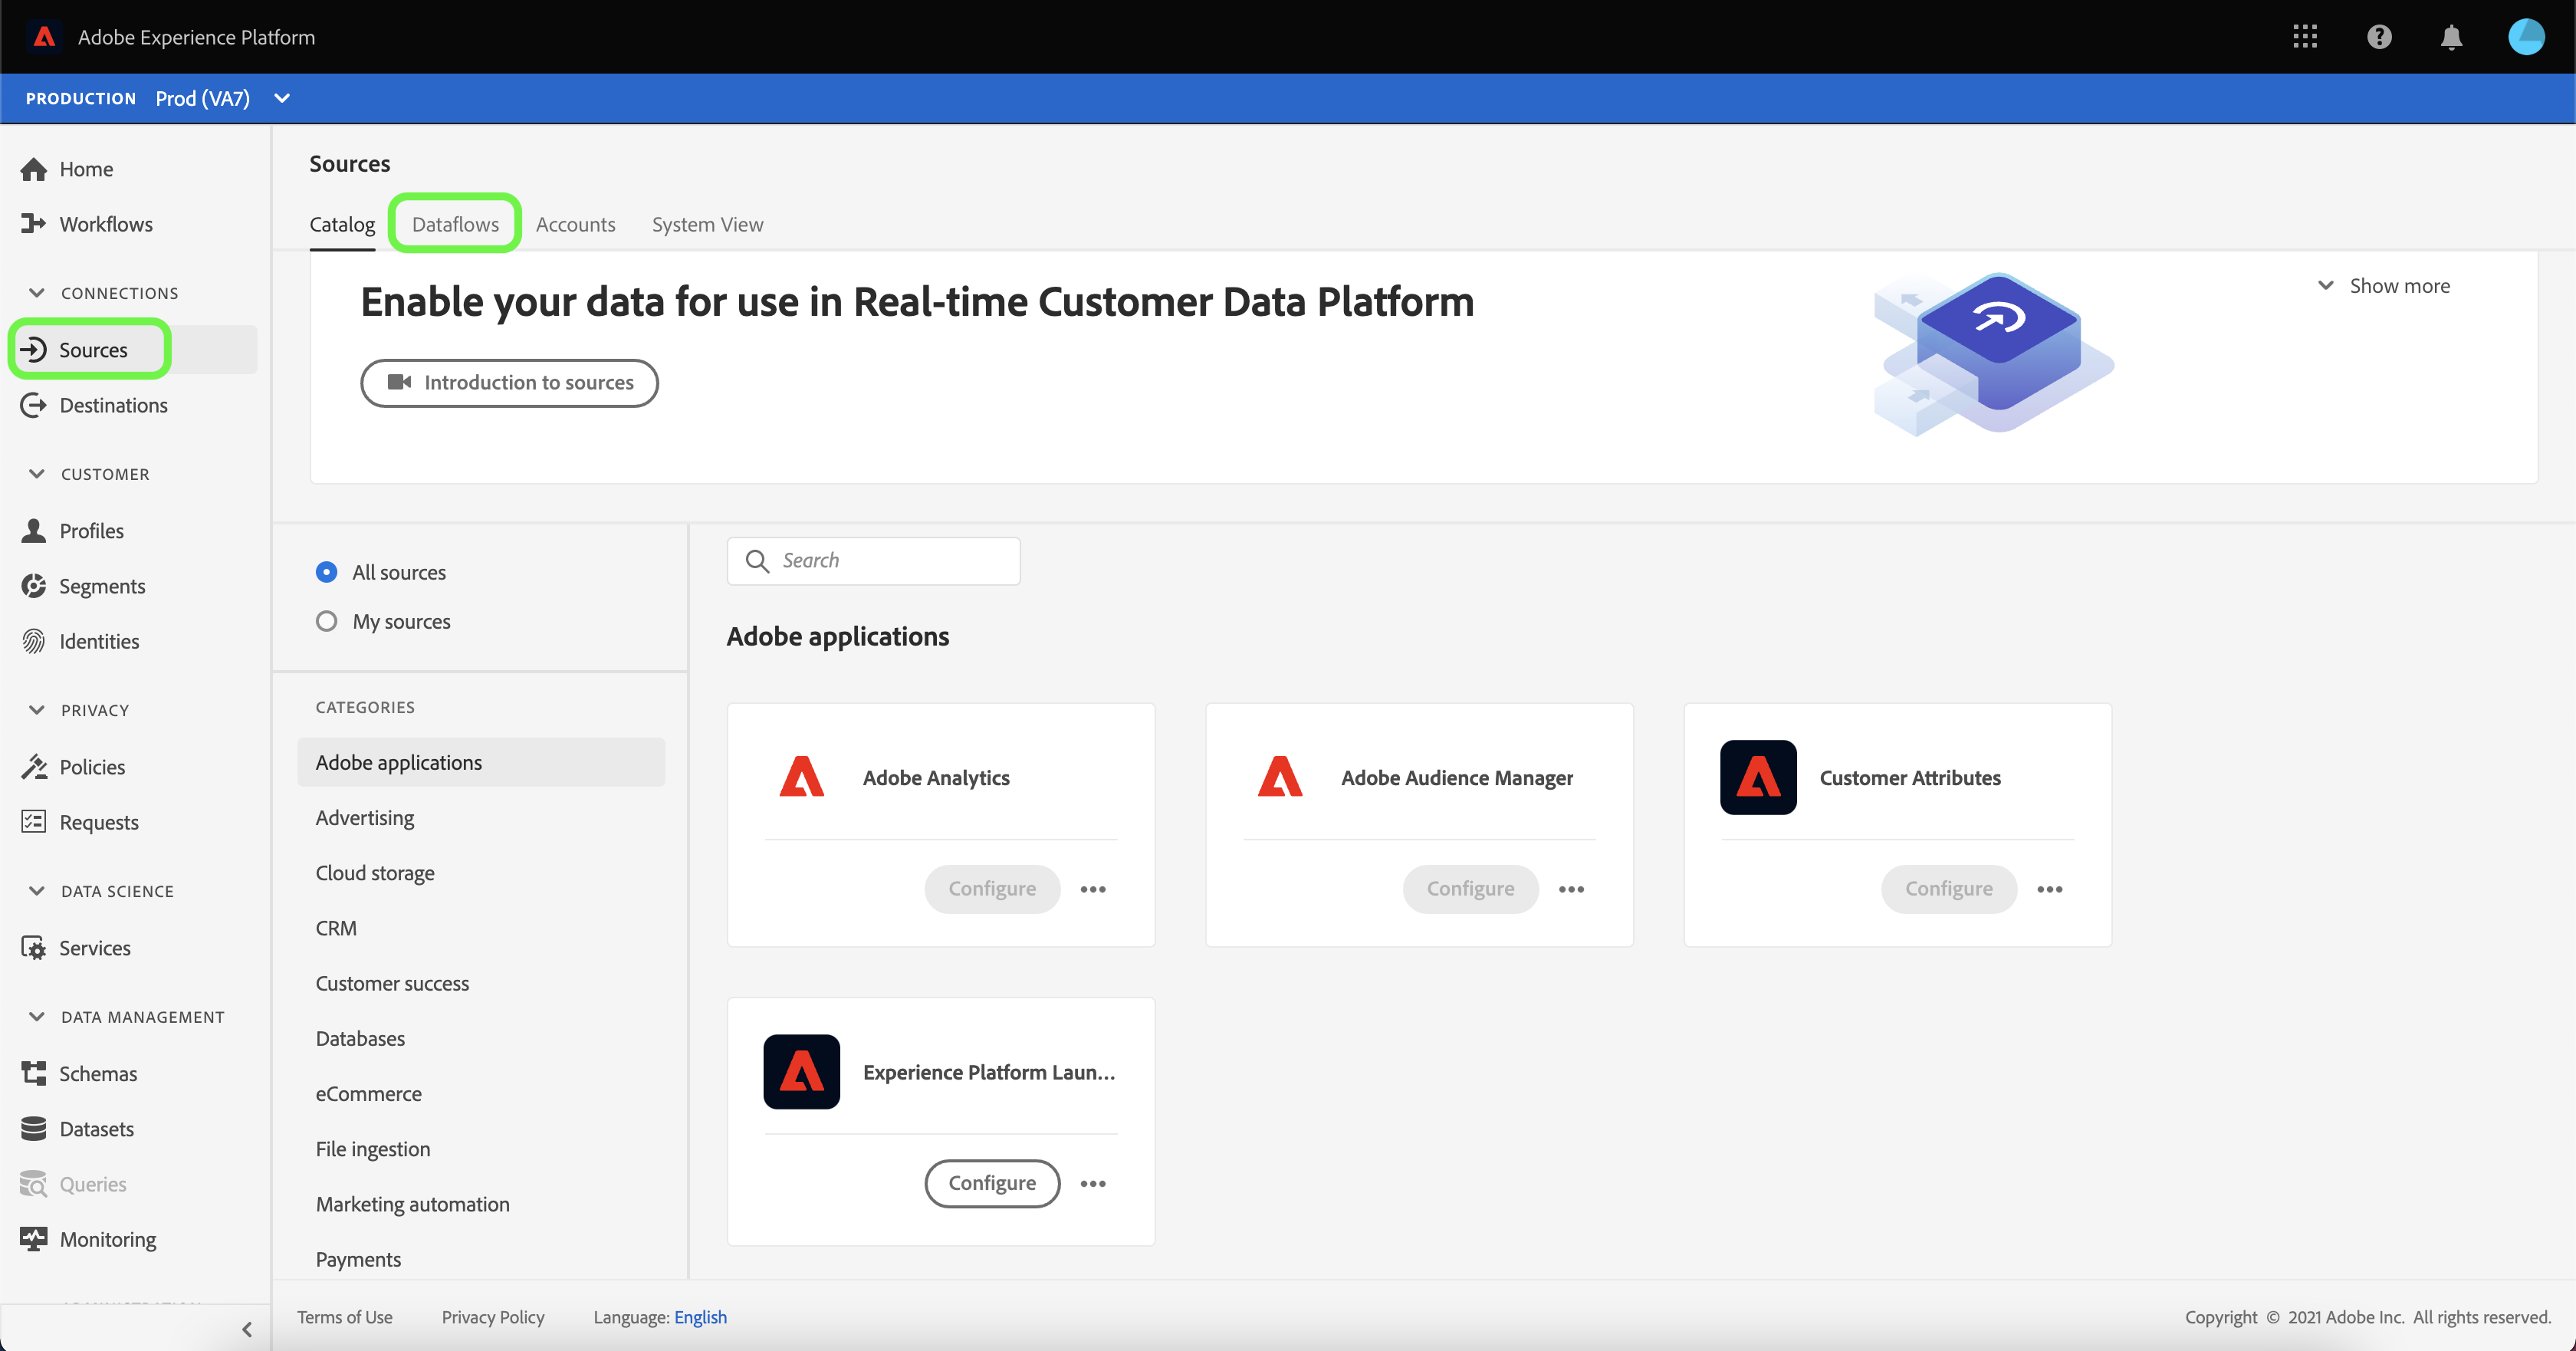 Adobe Experience Platform
PRODUCTION Prod (VA7)
Home
Workflows
CONNECTIONS
Sources
Destinations
CUSTOMER
Profiles
Segments
Identities
PRIVACY
Policies
Requests
DATA SCIENCE
Services
DATA MANAGEMENT
Schemas
Datasets
Queries
Monitoring
Sources
Catalog Dataflows Accounts System View
Enable your data for use in Real-time Customer Data Platform
Show more
Introduction to sources
All sources
My sources
CATEGORIES
Adobe applications
Advertising
Cloud storage
CRM
Customer success
Databases
eCommerce
File ingestion
Marketing automation
Payments
Search
Adobe applications
Adobe Analytics
Configure
Adobe Audience Manager
Configure
Customer Attributes
Configure
Experience Platform Laun...
Configure
Terms of Use Privacy Policy Language: English
Copyright © 2021 Adobe Inc. All rights reserved.